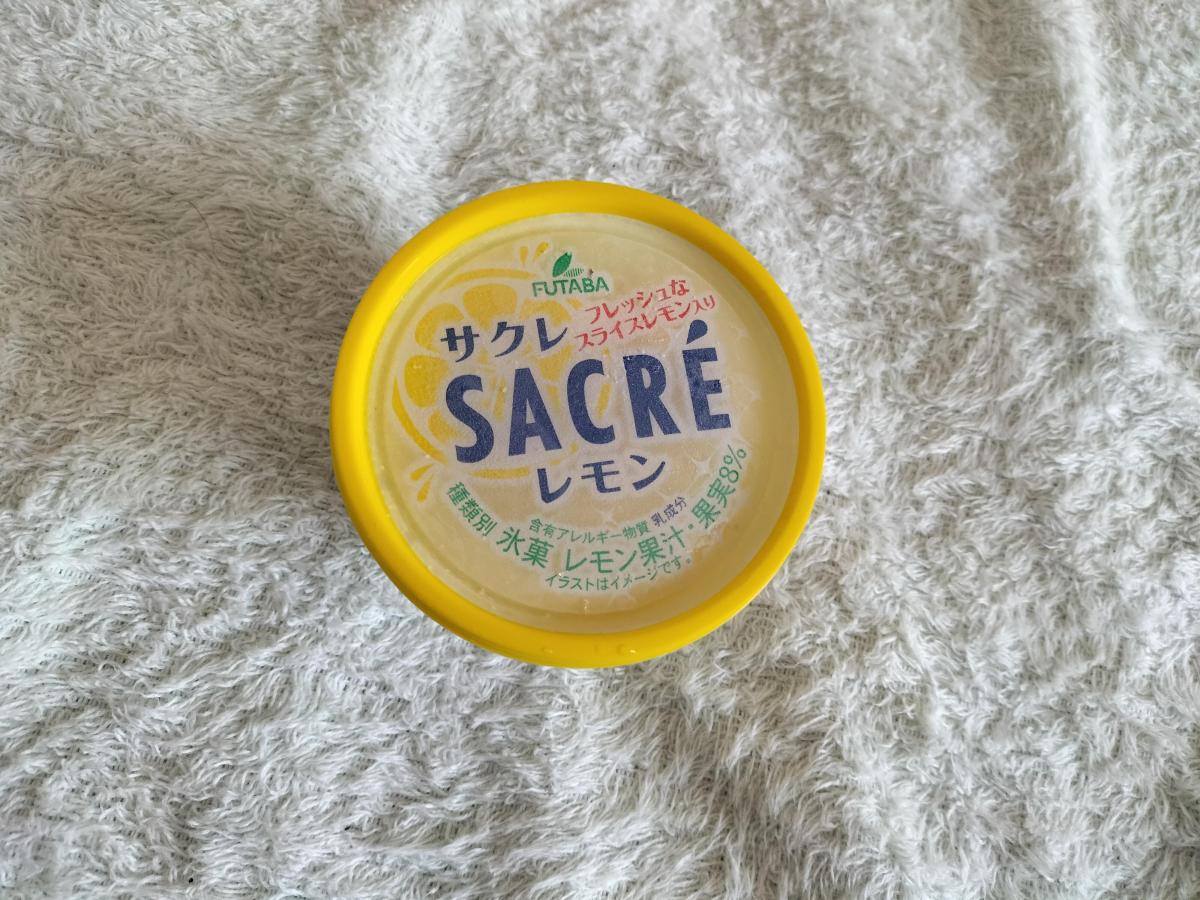 FUTABA
フレッシュな
スライスレモン入り
サクレ
SACRÉ
レモン
種類別 氷菓 レモン果汁・果実8%
含有アレルギー物質 乳成分
イラストはイメージです。